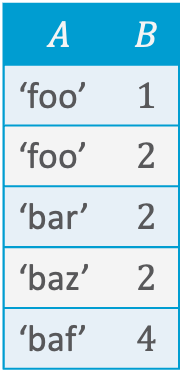 A B
‘foo’ 1
‘foo’ 2
‘bar’ 2
‘baz’ 2
‘baf’ 4